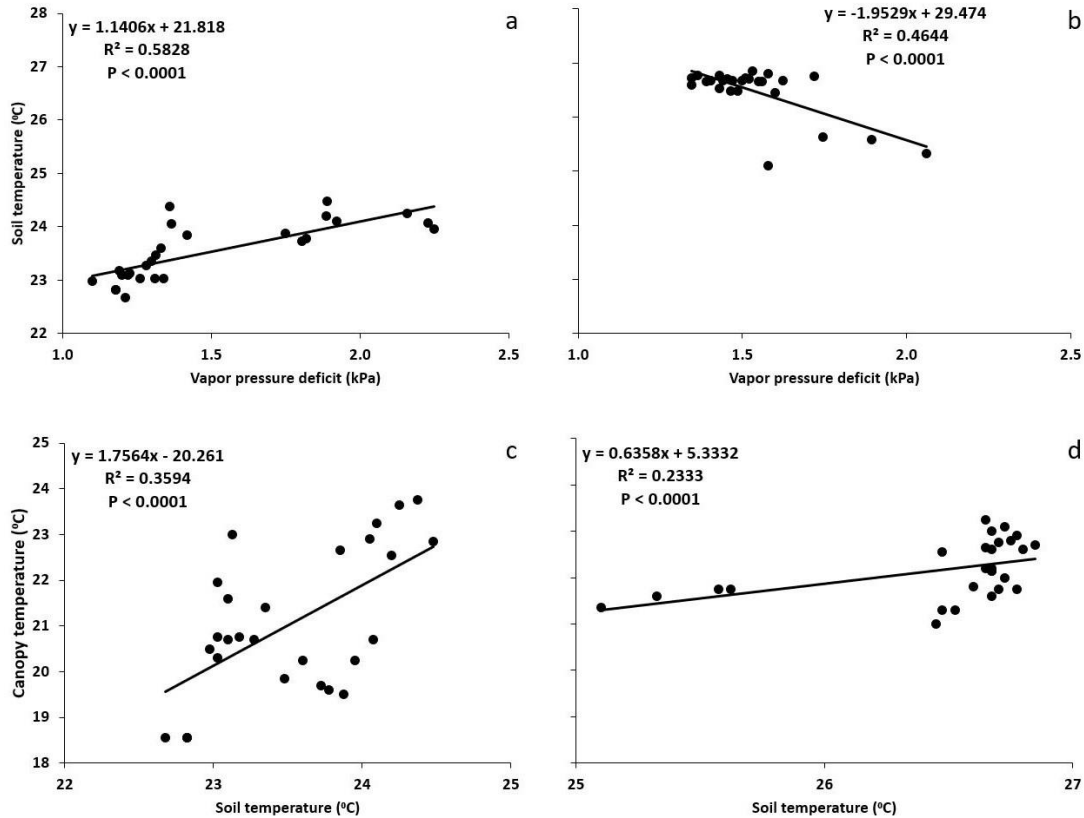 y = 1.1406x + 21.818
R² = 0.5828
P < 0.0001
a
28
27
26
25
24
23
22
Soil temperature (ºC)
1.0 1.5 2.0 2.5
Vapor pressure deficit (kPa)
y = -1.9529x + 29.474
R² = 0.4644
P < 0.0001
b
1.0 1.5 2.0 2.5
Vapor pressure deficit (kPa)
y = 1.7564x - 20.261
R² = 0.3594
P < 0.0001
c
25
24
23
22
21
20
19
18
Canopy temperature (ºC)
22 23 24 25
Soil temperature (ºC)
y = 0.6358x + 5.3332
R² = 0.2333
P < 0.0001
d
25 26 27
Soil temperature (ºC)